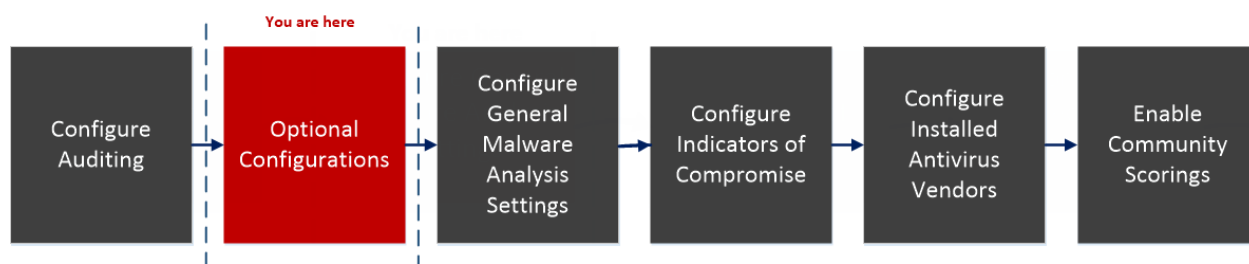 You are here
Configure
Auditing
Optional
Configurations
Configure
General
Malware
Analysis
Settings
Configure
Indicators of
Compromise
Configure
Installed
Antivirus
Vendors
Enable
Community
Scorings